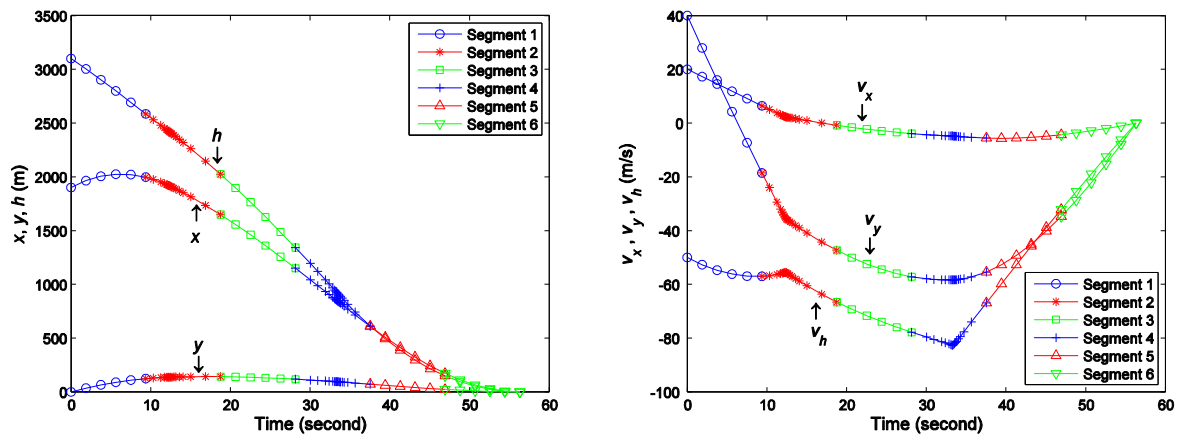 3500
3000
2500
2000
1500
1000
500
0
0 10 20 30 40 50 60
x, y, h (m)
Time (second)
h
x
y
Segment 1
Segment 2
Segment 3
Segment 4
Segment 5
Segment 6
40
20
0
-20
-40
-60
-80
-100
0 10 20 30 40 50 60
vx , vy , vh (m/s)
Time (second)
vx
vy
vh
Segment 1
Segment 2
Segment 3
Segment 4
Segment 5
Segment 6